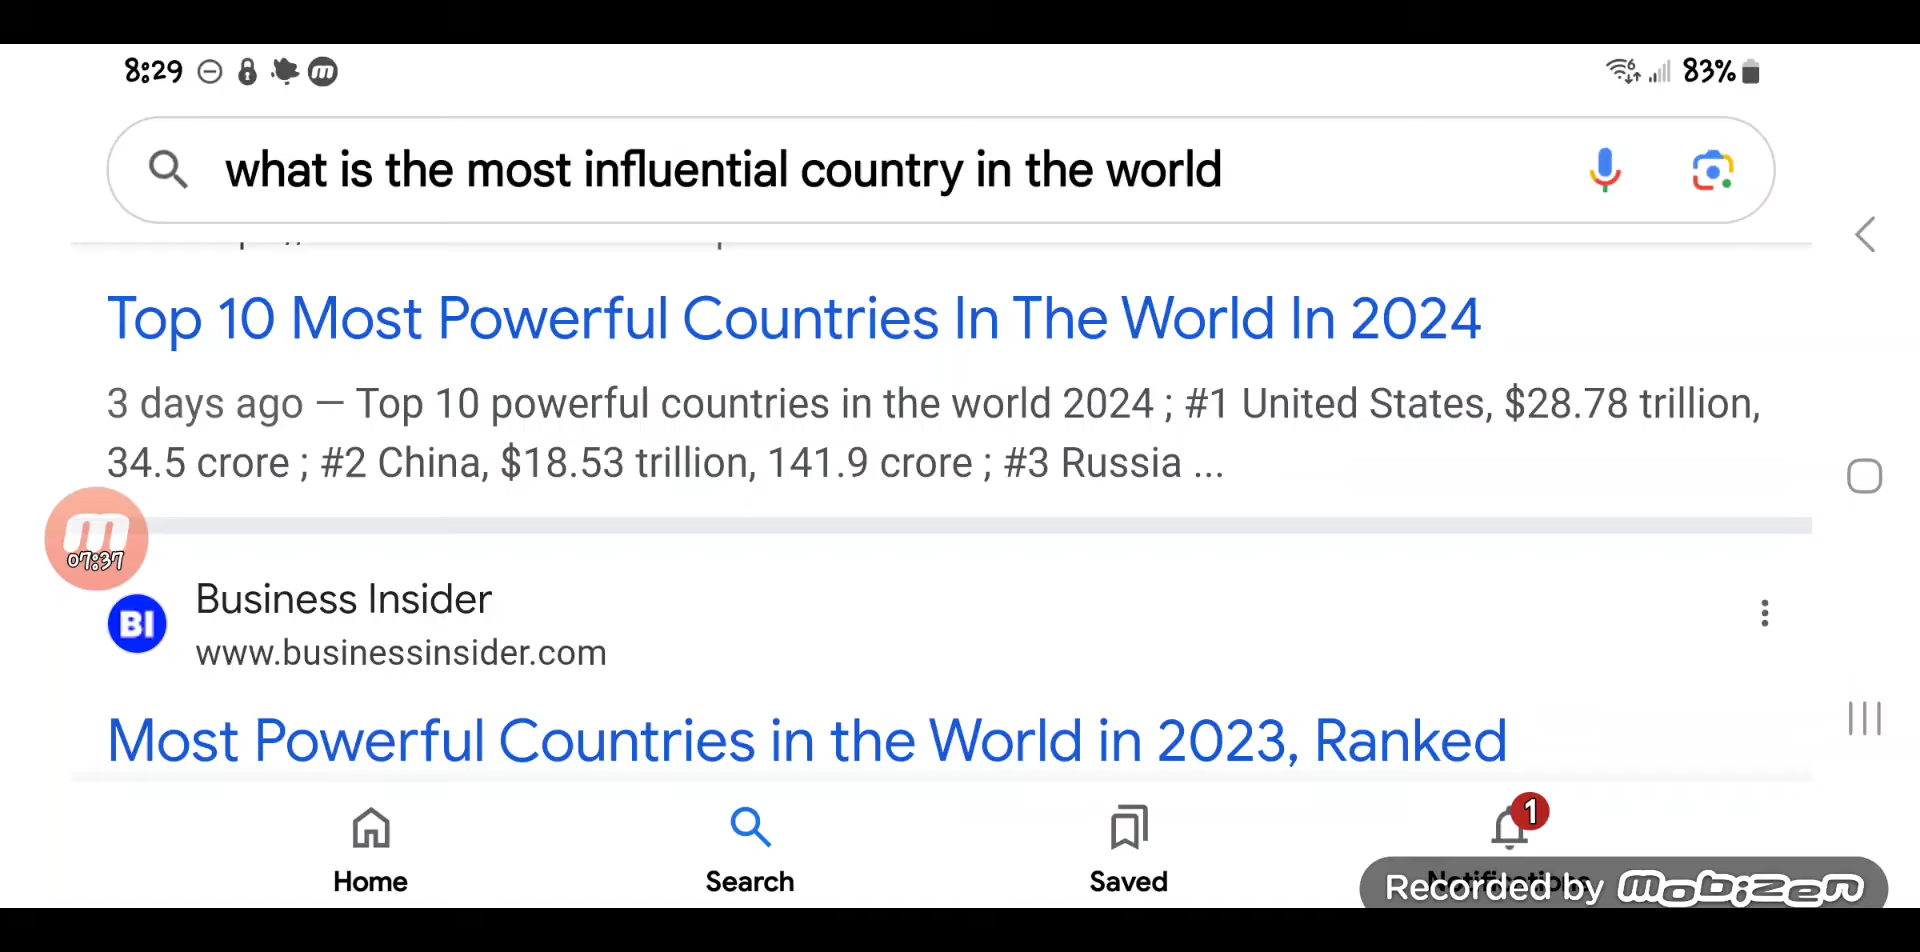 8:29
83%
what is the most influential country in the world
Top 10 Most Powerful Countries In The World In 2024
3 days ago — Top 10 powerful countries in the world 2024 ; #1 United States, $28.78 trillion,
34.5 crore ; #2 China, $18.53 trillion, 141.9 crore ; #3 Russia ...
07:37
BI
Business Insider
www.businessinsider.com
Most Powerful Countries in the World in 2023, Ranked
1
Home
Search
Saved
Notifications
Recorded by mobizen